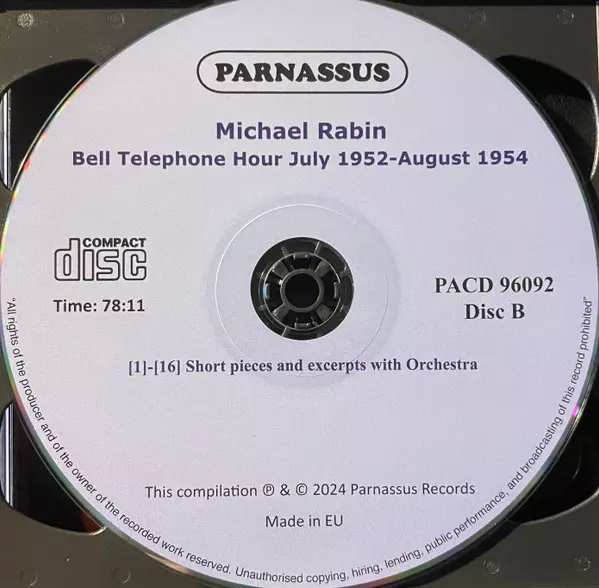 PARNASSUS
Michael Rabin
Bell Telephone Hour July 1952-August 1954
COMPACT
disc
Time: 78:11
PACD 96092
Disc B
[1]-[16] Short pieces and excerpts with Orchestra
This compilation ℗ & © 2024 Parnassus Records
Made in EU
"All rights of the producer and of the owner of the recorded work reserved. Unauthorised copying, hiring, lending, public performance, and broadcasting of this record prohibited"